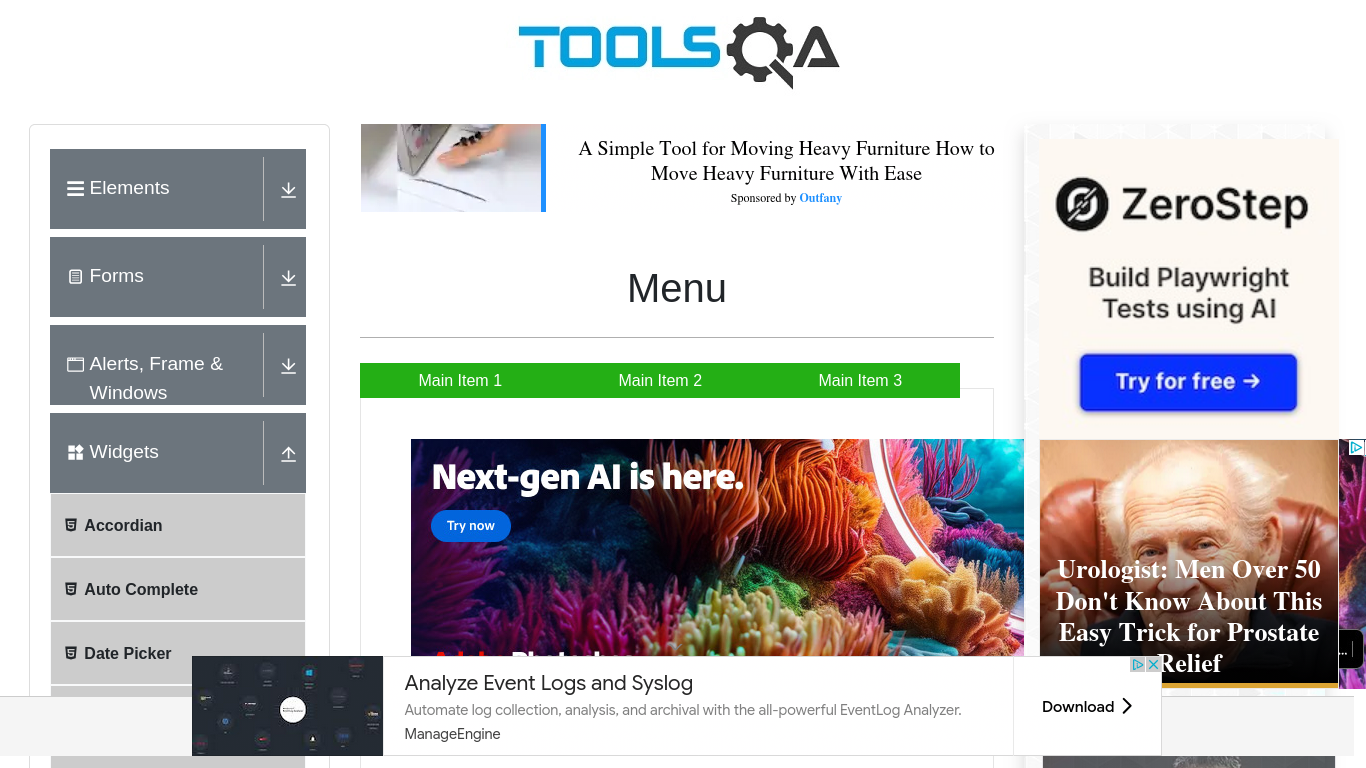 TOOLSQA
Elements
Forms
Alerts, Frame &
Windows
Widgets
Accordian
Auto Complete
Date Picker
A Simple Tool for Moving Heavy Furniture How to
Move Heavy Furniture With Ease
Sponsored by Outfany
Menu
Main Item 1
Main Item 2
Main Item 3
Next-gen AI is here.
Try now
ZeroStep
Build Playwright
Tests using AI
Try for free →
Urologist: Men Over 50
Don't Know About This
Easy Trick for Prostate
Relief
Analyze Event Logs and Syslog
Automate log collection, analysis, and archival with the all-powerful EventLog Analyzer.
ManageEngine
Download